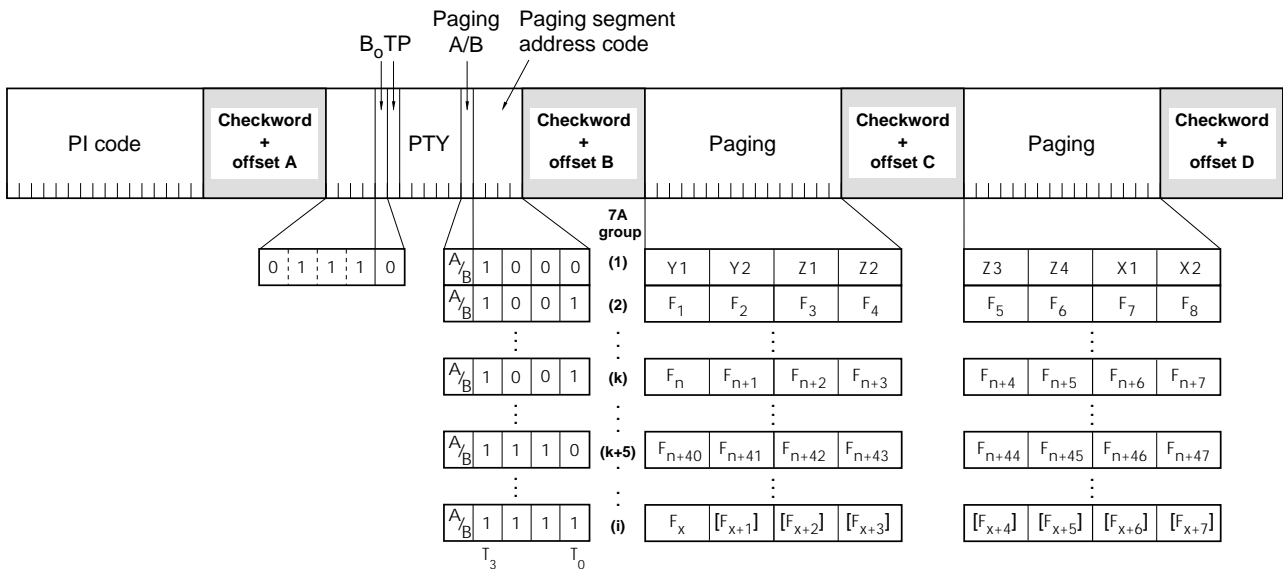 Paging A/B
Paging segment address code
BoTP
PI code
Checkword + offset A
PTY
Checkword + offset B
Paging
Checkword + offset C
Paging
Checkword + offset D
7A group
0 1 1 1 0
A/B 1 0 0 0 (1) Y1 Y2 Z1 Z2 Z3 Z4 X1 X2
A/B 1 0 0 1 (2) F1 F2 F3 F4 F5 F6 F7 F8
A/B 1 0 0 1 (k) Fn Fn+1 Fn+2 Fn+3 Fn+4 Fn+5 Fn+6 Fn+7
A/B 1 1 1 0 (k+5) Fn+40 Fn+41 Fn+42 Fn+43 Fn+44 Fn+45 Fn+46 Fn+47
A/B 1 1 1 1 (i) Fx [Fx+1] [Fx+2] [Fx+3] [Fx+4] [Fx+5] [Fx+6] [Fx+7]
T3 T0